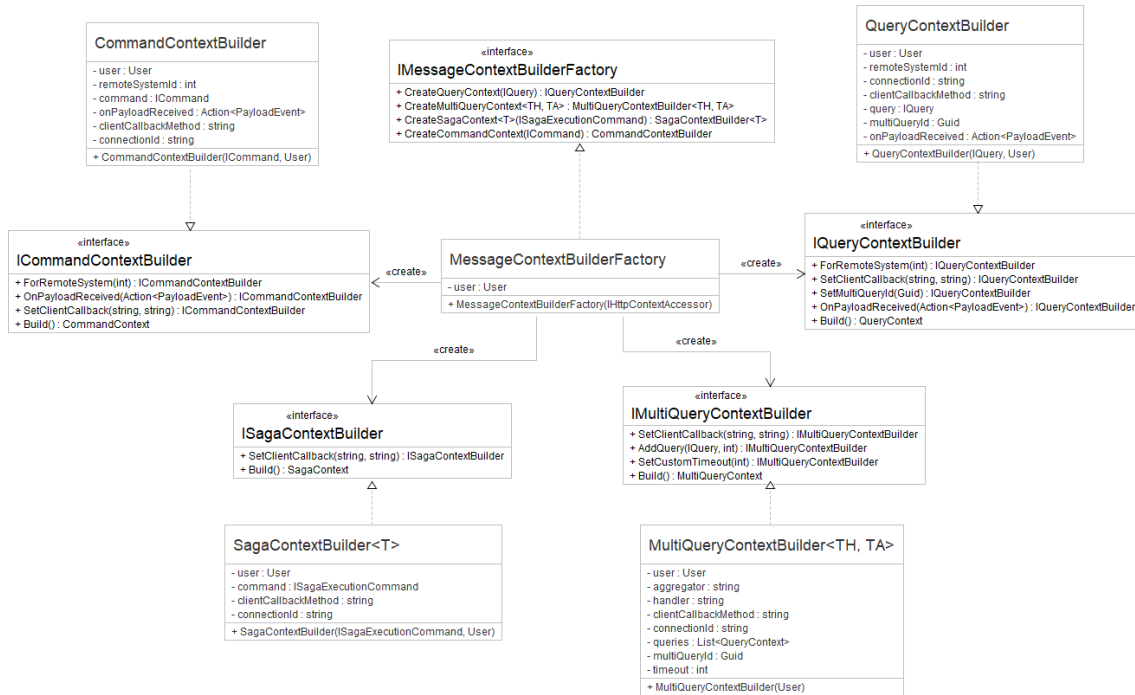 CommandContextBuilder
- user : User
- remoteSystemId : int
- command : ICommand
- onPayloadReceived : Action<PayloadEvent>
- clientCallbackMethod : string
- connectionId : string
+ CommandContextBuilder(ICommand, User)
«interface»
IMessageContextBuilderFactory
+ CreateQueryContext(IQuery) : IQueryContextBuilder
+ CreateMultiQueryContext<TH, TA> : MultiQueryContextBuilder<TH, TA>
+ CreateSagaContext<T>(ISagaExecutionCommand) : SagaContextBuilder<T>
+ CreateCommandContext(ICommand) : CommandContextBuilder
QueryContextBuilder
- user : User
- remoteSystemId : int
- connectionId : string
- clientCallbackMethod : string
- query : IQuery
- multiQueryId : Guid
- onPayloadReceived : Action<PayloadEvent>
+ QueryContextBuilder(IQuery, User)
«interface»
ICommandContextBuilder
+ ForRemoteSystem(int) : ICommandContextBuilder
+ OnPayloadReceived(Action<PayloadEvent>) : ICommandContextBuilder
+ SetClientCallback(string, string) : ICommandContextBuilder
+ Build() : CommandContext
«create»
MessageContextBuilderFactory
- user : User
+ MessageContextBuilderFactory(IHttpContextAccessor)
«create»
«interface»
IQueryContextBuilder
+ ForRemoteSystem(int) : IQueryContextBuilder
+ SetClientCallback(string, string) : IQueryContextBuilder
+ SetMultiQueryId(Guid) : IQueryContextBuilder
+ OnPayloadReceived(Action<PayloadEvent>) : IQueryContextBuilder
+ Build() : QueryContext
«create»
«create»
«interface»
ISagaContextBuilder
+ SetClientCallback(string, string) : ISagaContextBuilder
+ Build() : SagaContext
«interface»
IMultiQueryContextBuilder
+ SetClientCallback(string, string) : IMultiQueryContextBuilder
+ AddQuery(IQuery, int) : IMultiQueryContextBuilder
+ SetCustomTimeout(int) : IMultiQueryContextBuilder
+ Build() : MultiQueryContext
SagaContextBuilder<T>
- user : User
- command : ISagaExecutionCommand
- clientCallbackMethod : string
- connectionId : string
+ SagaContextBuilder(ISagaExecutionCommand, User)
MultiQueryContextBuilder<TH, TA>
- user : User
- aggregator : string
- handler : string
- clientCallbackMethod : string
- connectionId : string
- queries : List<QueryContext>
- multiQueryId : Guid
- timeout : int
+ MultiQueryContextBuilder(User)